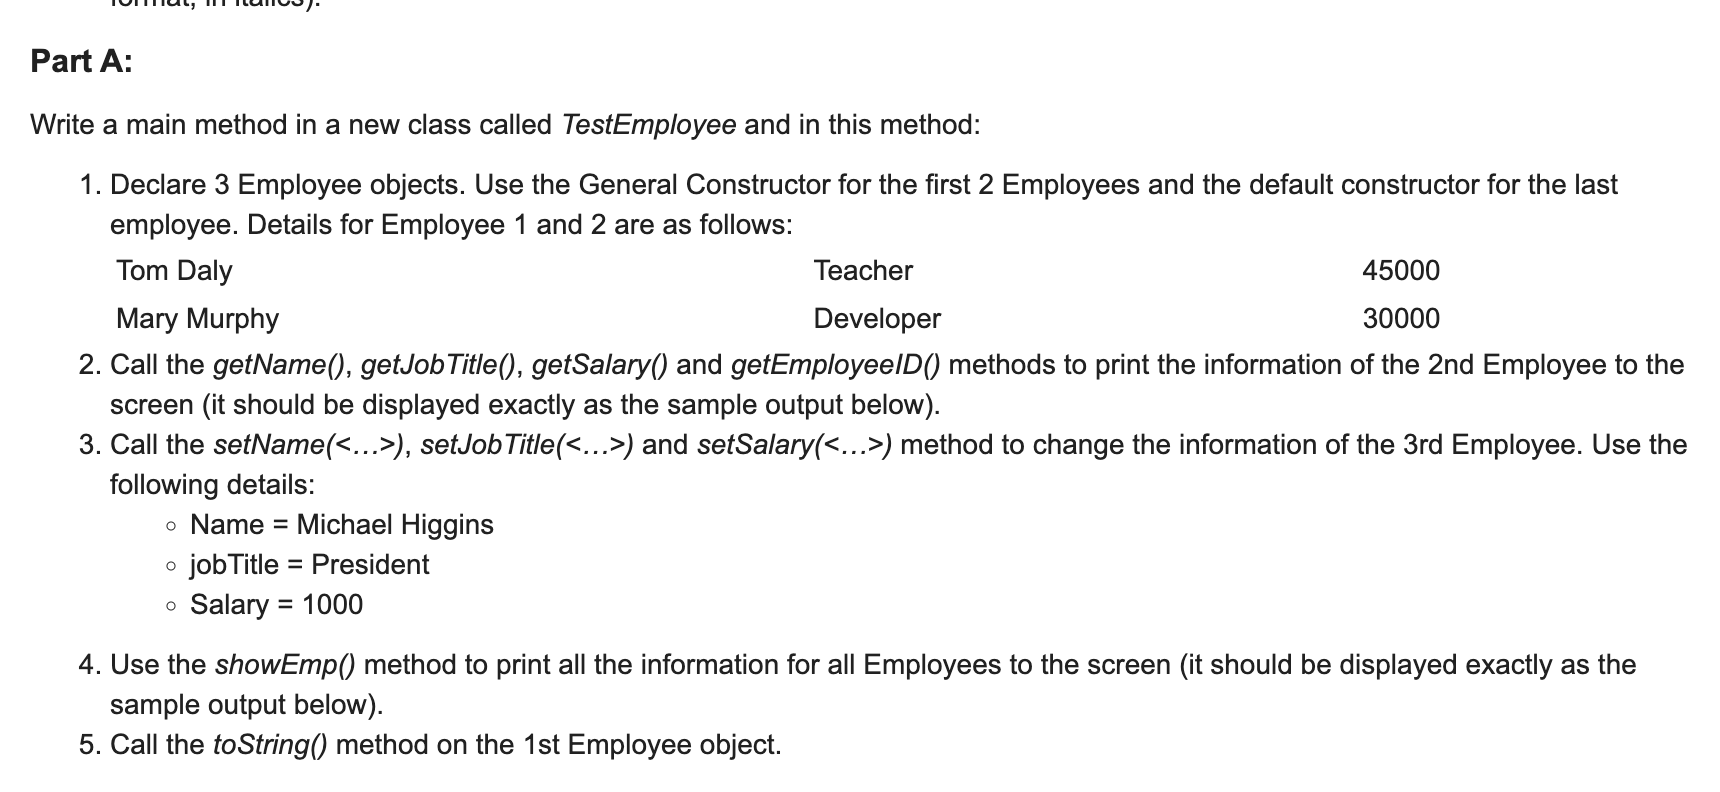 Part A:
Write a main method in a new class called TestEmployee and in this method:
1. Declare 3 Employee objects. Use the General Constructor for the first 2 Employees and the default constructor for the last
employee. Details for Employee 1 and 2 are as follows:
Tom Daly Teacher 45000
Mary Murphy Developer 30000
2. Call the getName(), getJobTitle(), getSalary() and getEmployeeID() methods to print the information of the 2nd Employee to the
screen (it should be displayed exactly as the sample output below).
3. Call the setName(<...>), setJobTitle(<...>) and setSalary(<...>) method to change the information of the 3rd Employee. Use the
following details:
◦ Name = Michael Higgins
◦ jobTitle = President
◦ Salary = 1000
4. Use the showEmp() method to print all the information for all Employees to the screen (it should be displayed exactly as the
sample output below).
5. Call the toString() method on the 1st Employee object.